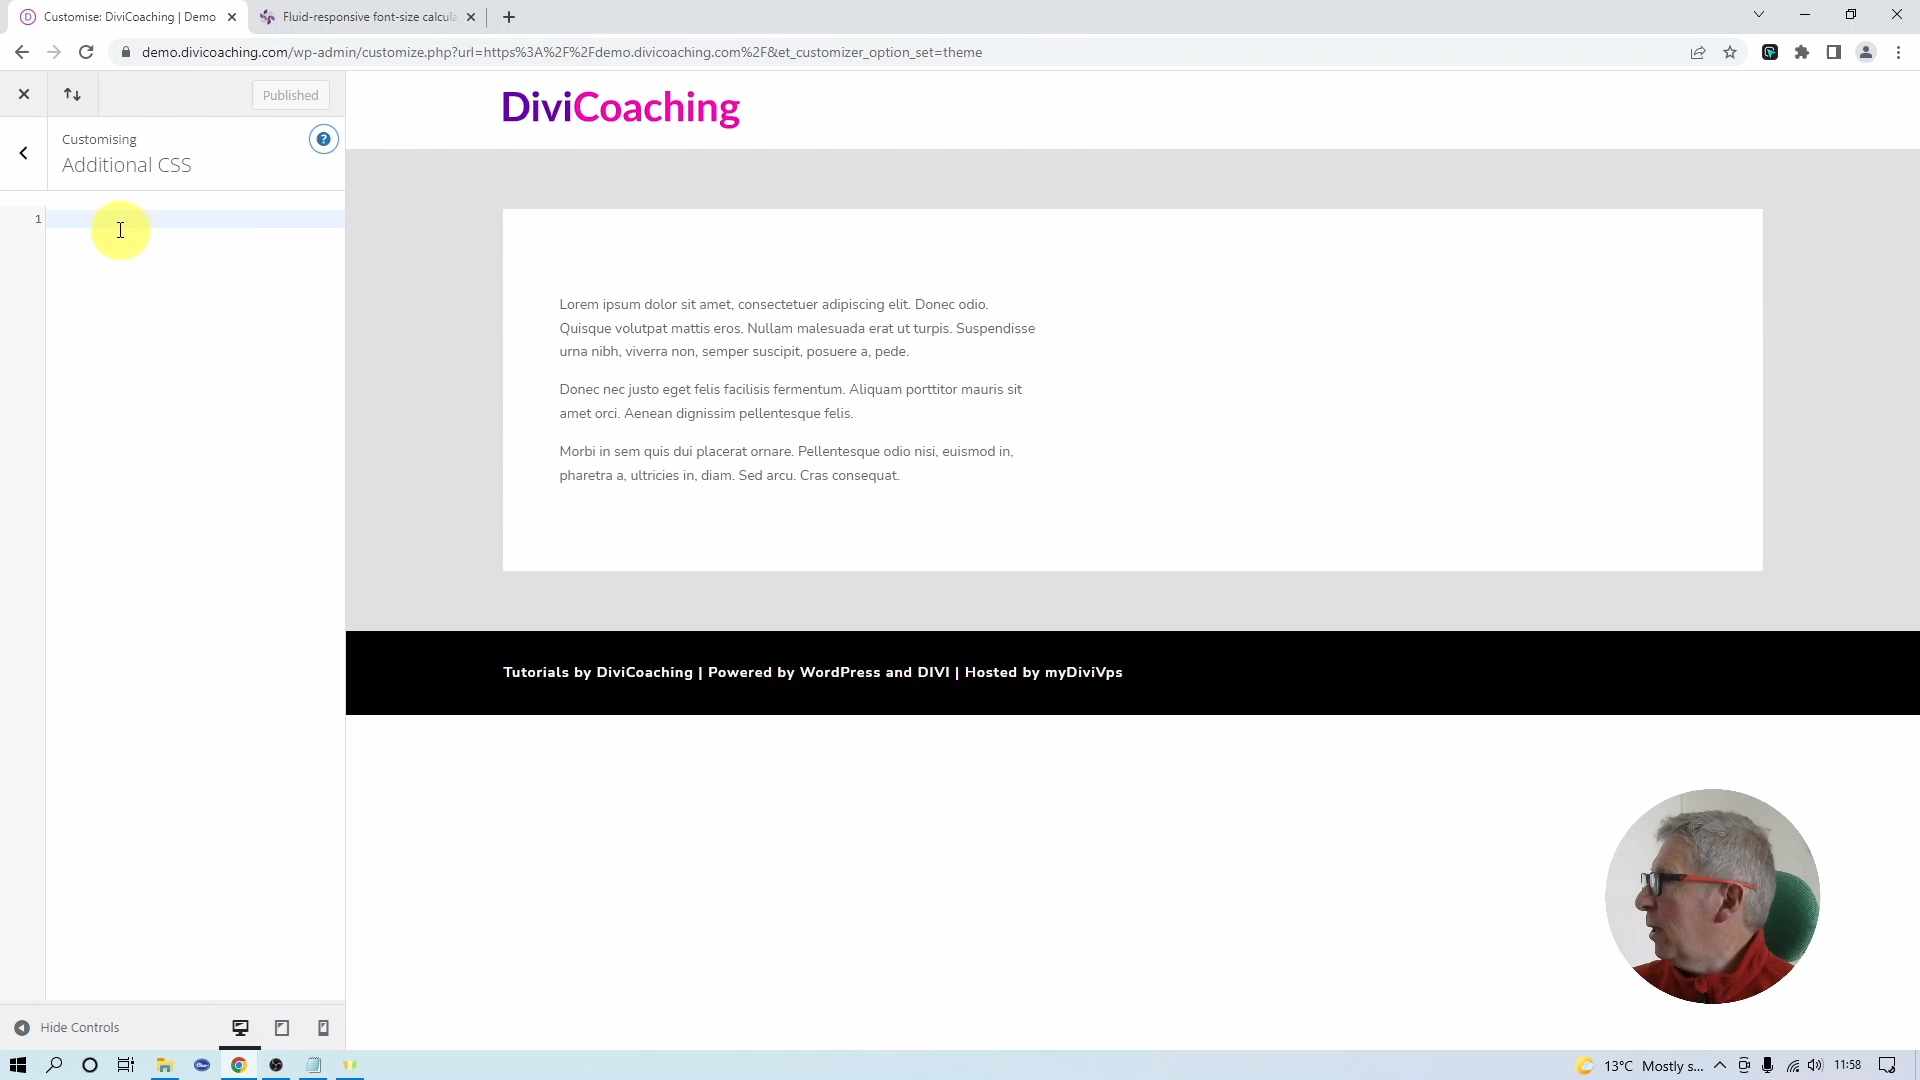 Customise: DiviCoaching | Demo
Fluid-responsive font-size calcula
demo.divicoaching.com/wp-admin/customize.php?url=https%3A%2F%2Fdemo.divicoaching.com%2F&et_customizer_option_set=theme
Published
Customising
Additional CSS
1
DiviCoaching
Lorem ipsum dolor sit amet, consectetuer adipiscing elit. Donec odio.
Quisque volutpat mattis eros. Nullam malesuada erat ut turpis. Suspendisse
urna nibh, viverra non, semper suscipit, posuere a, pede.
Donec nec justo eget felis facilisis fermentum. Aliquam porttitor mauris sit
amet orci. Aenean dignissim pellentesque felis.
Morbi in sem quis dui placerat ornare. Pellentesque odio nisi, euismod in,
pharetra a, ultricies in, diam. Sed arcu. Cras consequat.
Tutorials by DiviCoaching | Powered by WordPress and DIVI | Hosted by myDiviVps
Hide Controls
13°C Mostly s...
11:58